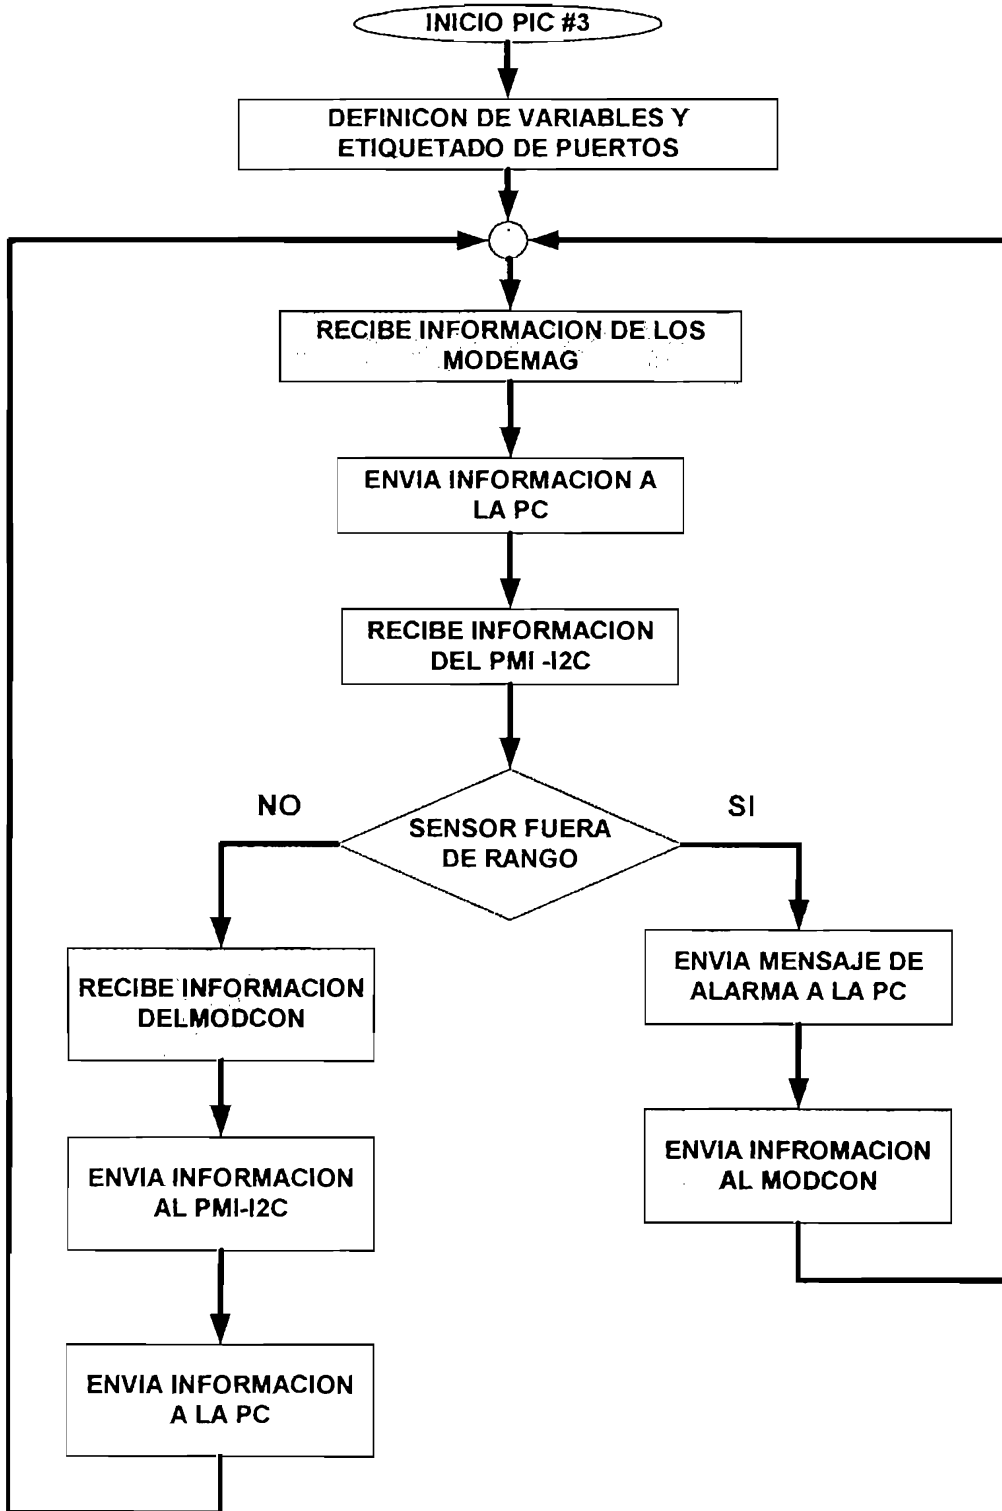 INICIO PIC #3
DEFINICON DE VARIABLES Y
ETIQUETADO DE PUERTOS
RECIBE INFORMACION DE LOS
MODEMAG
ENVIA INFORMACION A
LA PC
RECIBE INFORMACION
DEL PMI -I2C
NO
SI
SENSOR FUERA
DE RANGO
RECIBE INFORMACION
DELMODCON
ENVIA MENSAJE DE
ALARMA A LA PC
ENVIA INFORMACION
AL PMI-I2C
ENVIA INFROMACION
AL MODCON
ENVIA INFORMACION
A LA PC